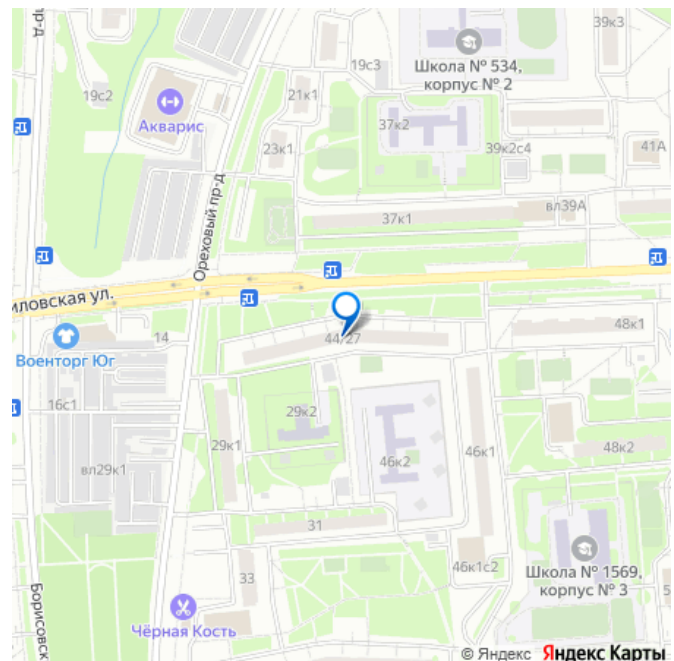 пр-д
39к3
Школа № 534,
корпус № 2
19с3
19с2
21к1
Акварис
37к2
23к1
39к2с4
41А
вл39А
37к1
Ореховый пр-д
иловская ул.
14
44/27
48к1
Военторг Юг
16с1
29к2
29к1
46к1
48к2
46к2
вл29к1
31
33
46к1с2
Школа № 1569,
корпус № 3
5
Борисовск
Чёрная Кость
© Яндекс Яндекс Карты